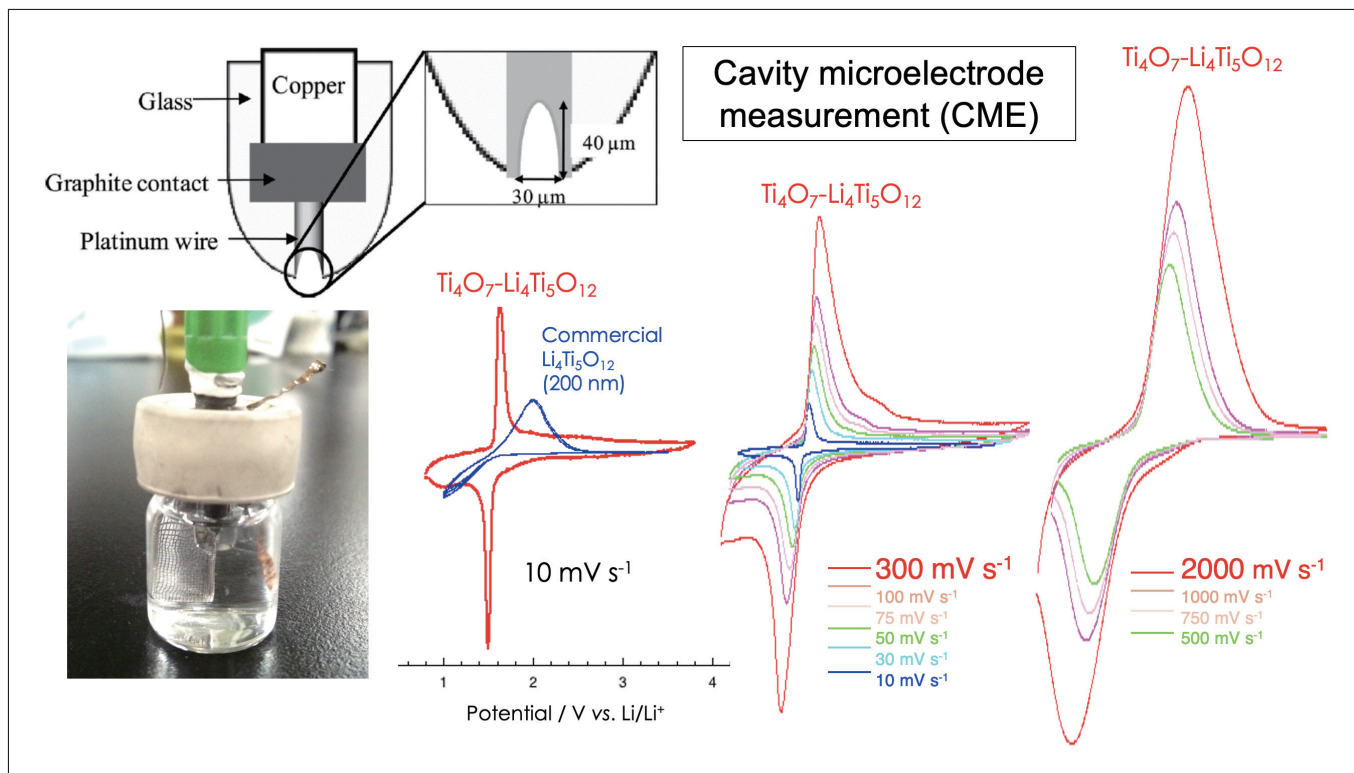 Copper
Glass
Graphite contact
Platinum wire
40 µm
30 µm
Cavity microelectrode
measurement (CME)
Ti₄O₇-Li₄Ti₅O₁₂
Commercial
Li₄Ti₅O₁₂
(200 nm)
10 mV s⁻¹
1 2 3 4
Potential / V vs. Li/Li⁺
Ti₄O₇-Li₄Ti₅O₁₂
300 mV s⁻¹
100 mV s⁻¹
75 mV s⁻¹
50 mV s⁻¹
30 mV s⁻¹
10 mV s⁻¹
Ti₄O₇-Li₄Ti₅O₁₂
2000 mV s⁻¹
1000 mV s⁻¹
750 mV s⁻¹
500 mV s⁻¹